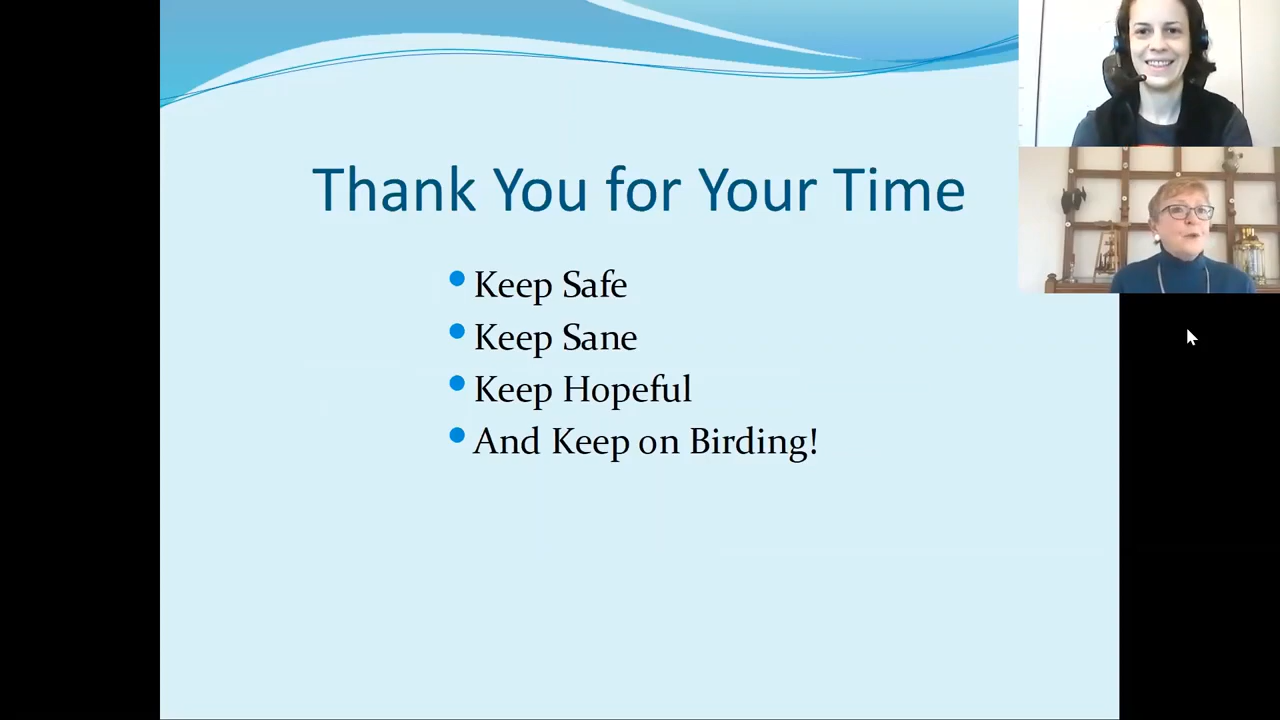 Thank You for Your Time
Keep Safe
Keep Sane
Keep Hopeful
And Keep on Birding!